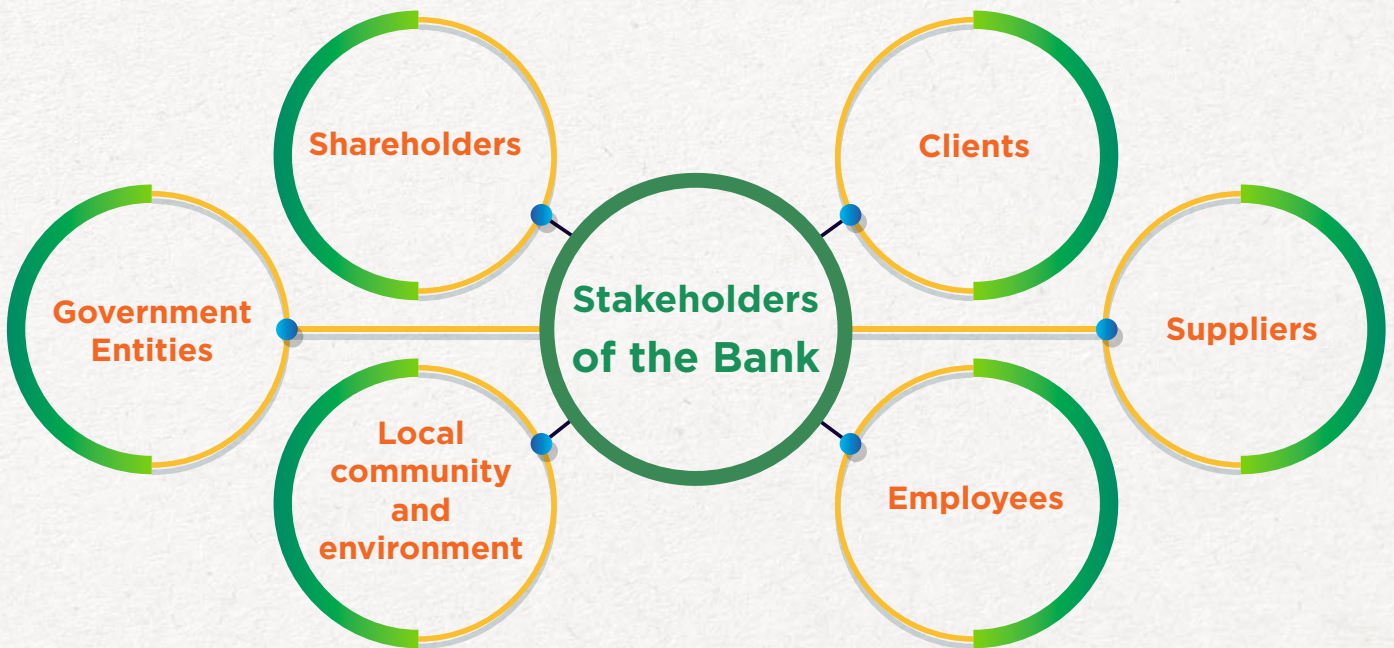 Shareholders
Clients
Government
Entities
Stakeholders
of the Bank
Suppliers
Local
community
and
environment
Employees